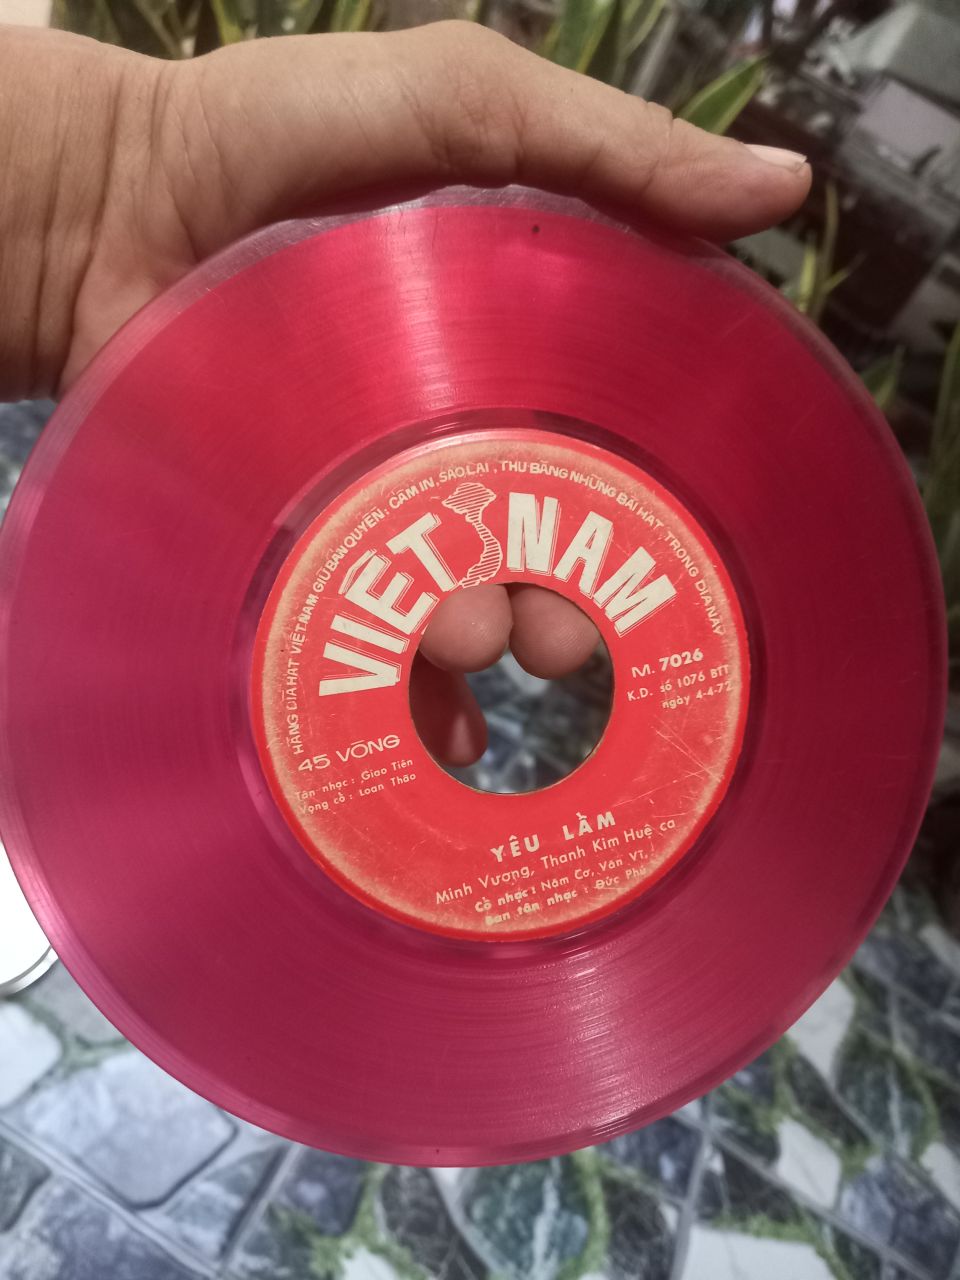 HÃNG DĨA HÁT VIỆT NAM GIỮ BẢN QUYỀN; CẤM IN, SAO LẠI, THU BĂNG NHỮNG BÀI HÁT TRONG DĨA NÀY
VIỆT NAM
M. 7026
K.D. số 1076 BTT
ngày 4-4-72
45 VÒNG
Tân nhạc: Giao Tiên
Vọng cổ: Loan Thảo
YÊU LẦM
Minh Vương, Thanh Kim Huệ ca
Cổ nhạc: Năm Cơ, Văn Vĩ,
Ban tân nhạc: Đức Phú